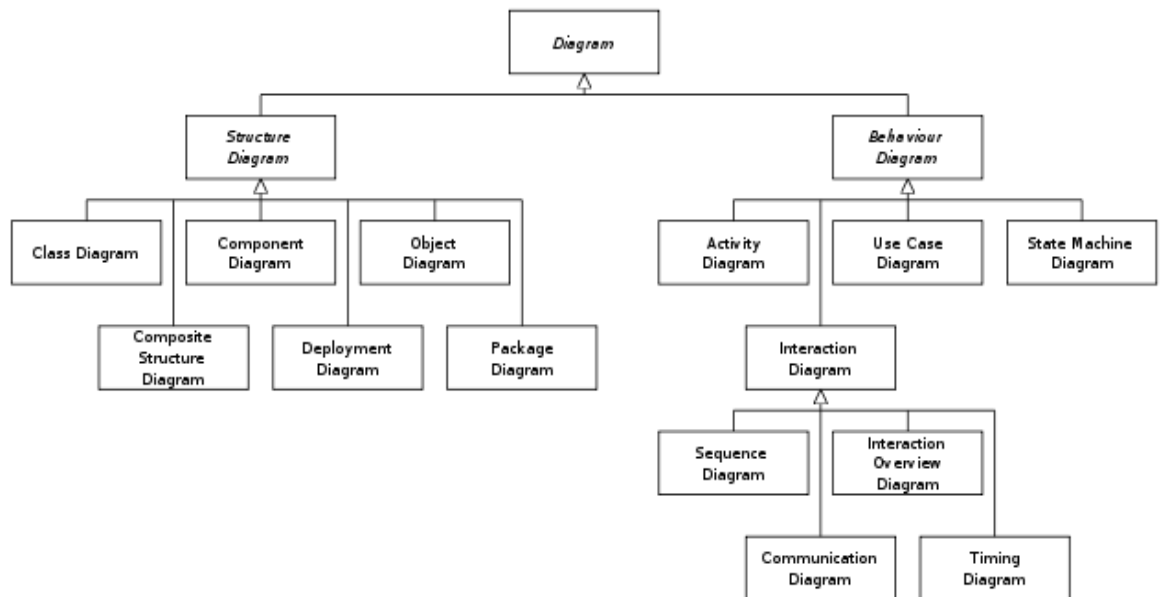 Diagram
Structure
Diagram
Behaviour
Diagram
Class Diagram
Component
Diagram
Object
Diagram
Activity
Diagram
Use Case
Diagram
State Machine
Diagram
Composite
Structure
Diagram
Deployment
Diagram
Package
Diagram
Interaction
Diagram
Sequence
Diagram
Interaction
Overview
Diagram
Communication
Diagram
Timing
Diagram